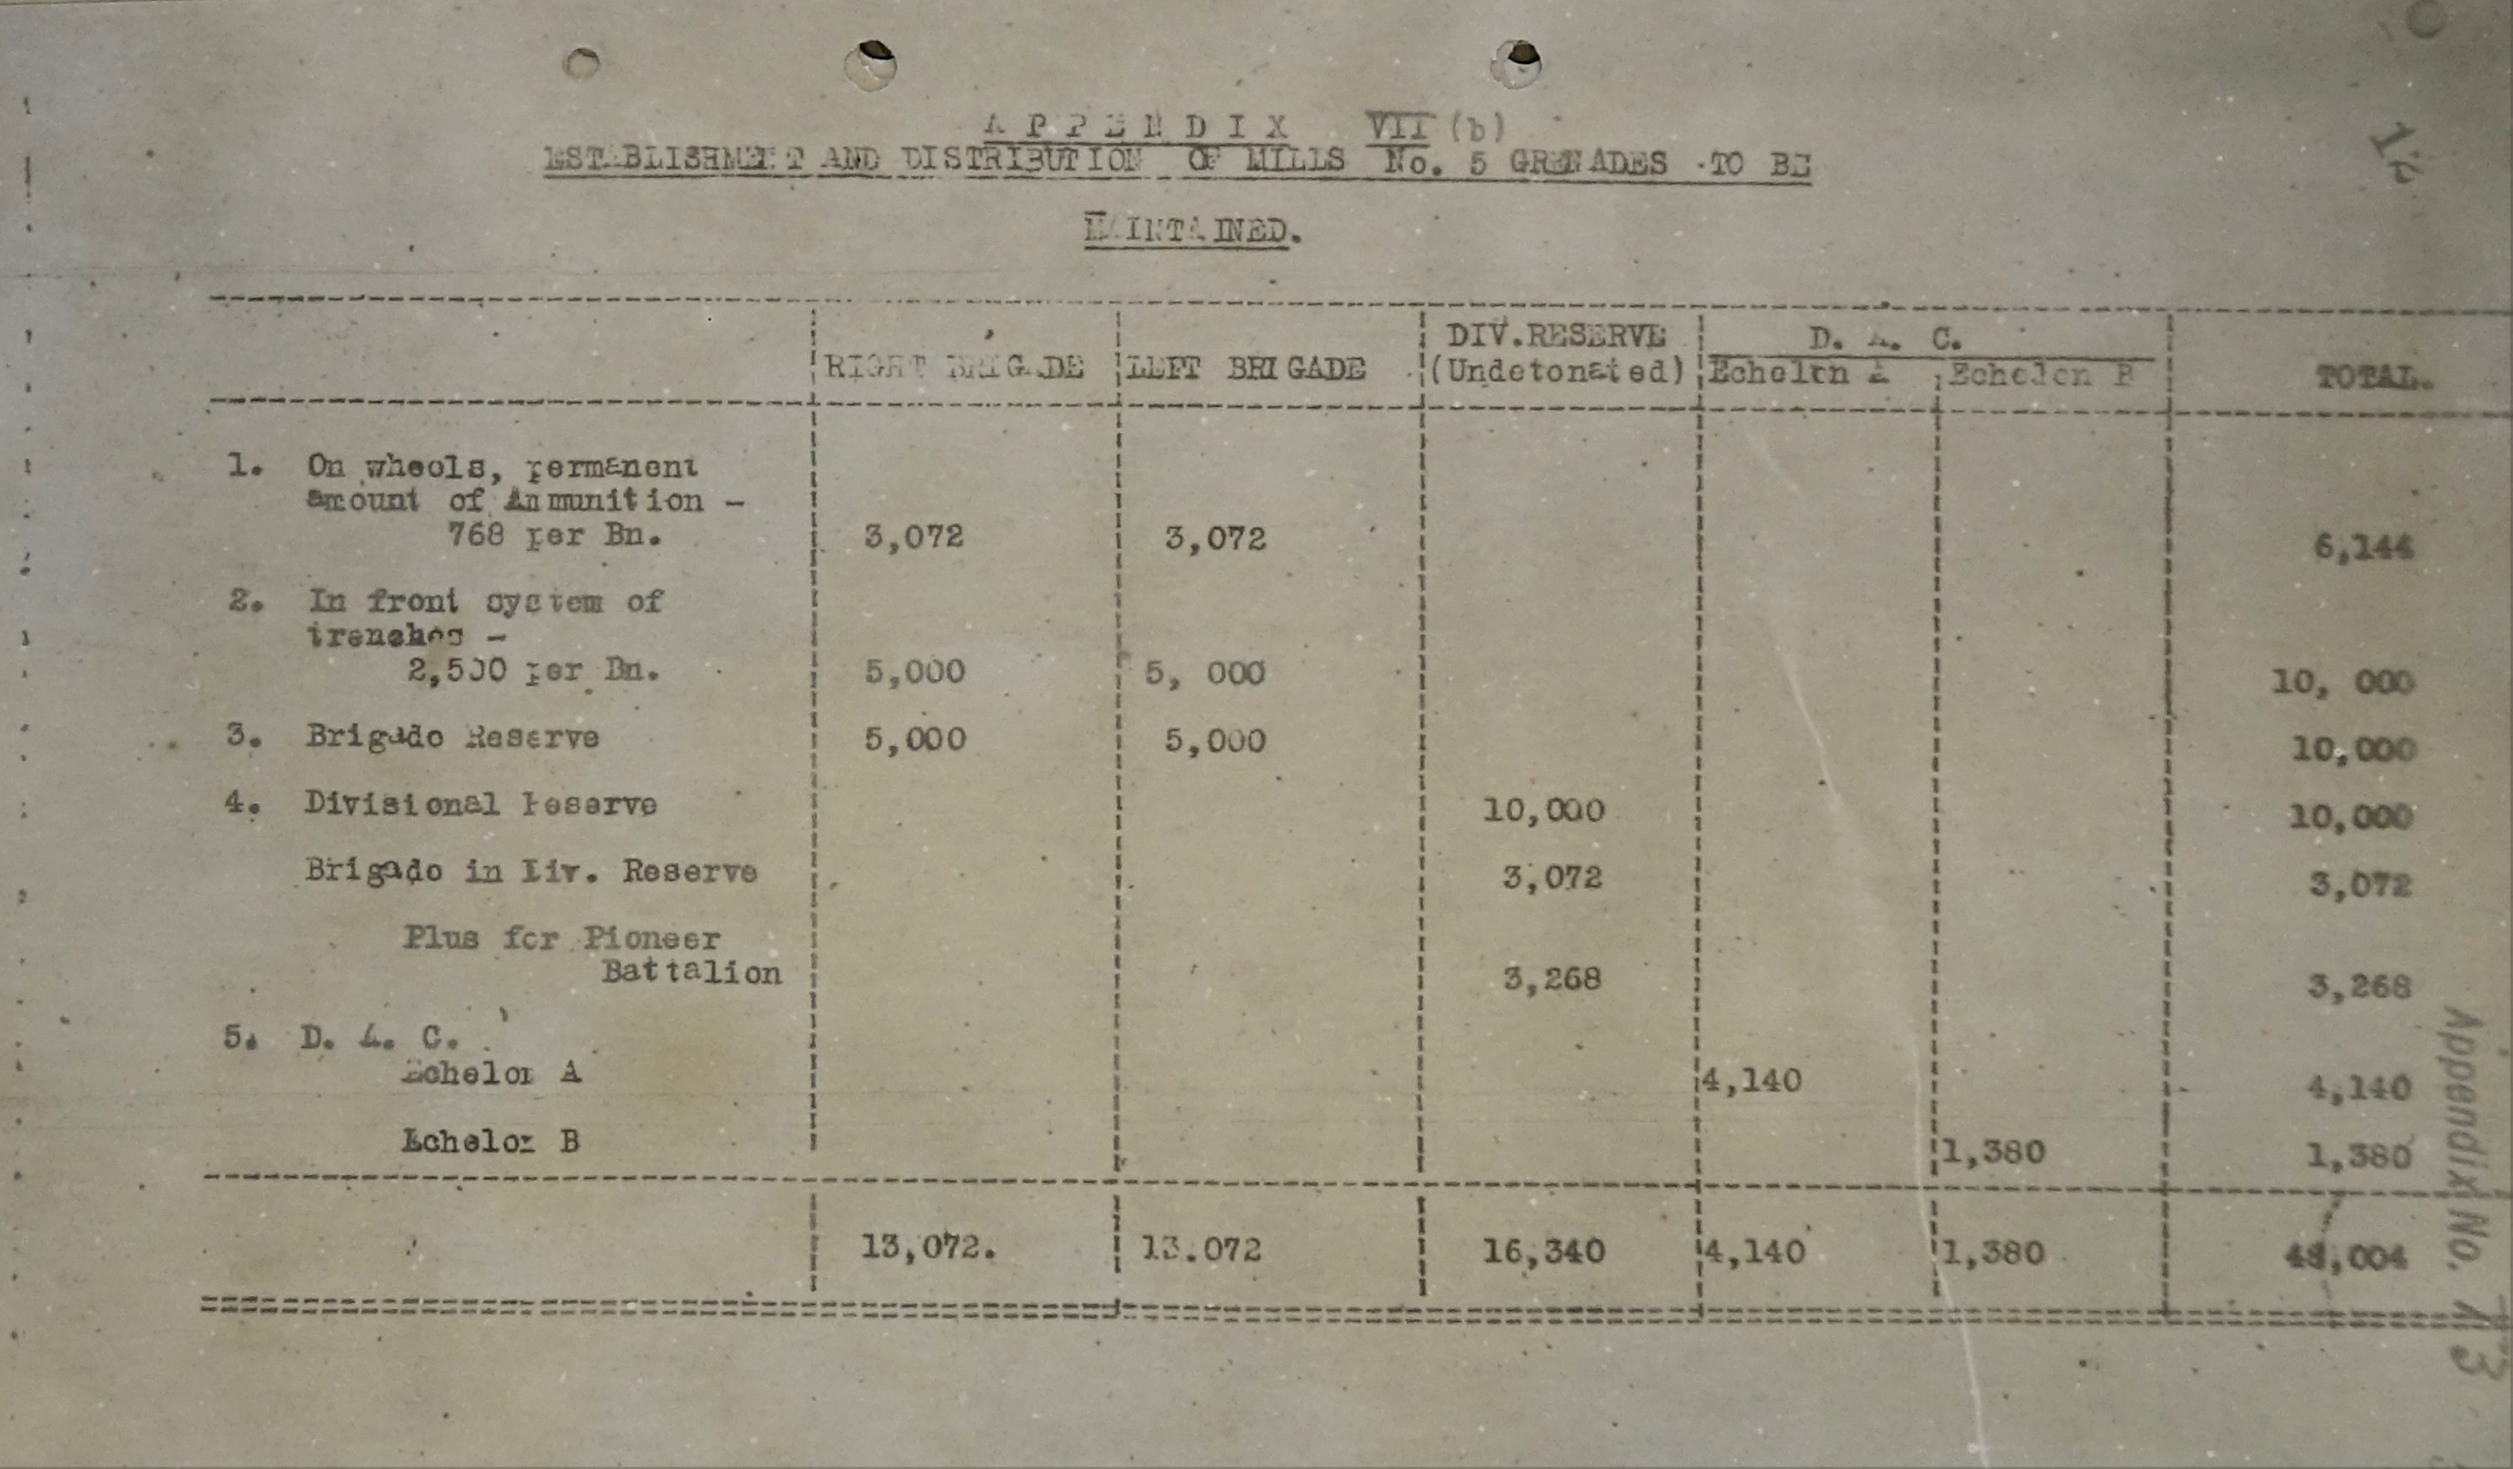 APPENDIX VII (b)
ESTABLISHMENT AND DISTRIBUTION OF MILLS No. 5 GRENADES TO BE
MAINTAINED.
RIGHT BRIGADE LEFT BRIGADE DIV.RESERVE (Undetonated) D. A. C. Echelon A Echelon B TOTAL.
1. On wheels, permanent
amount of Ammunition -
768 per Bn. 3,072 3,072 6,144
2. In front system of
trenches -
2,500 per Bn. 5,000 5, 000 10, 000
3. Brigade Reserve 5,000 5,000 10,000
4. Divisional Reserve 10,000 10,000
Brigade in Div. Reserve 3,072 3,072
Plus for Pioneer
Battalion 3,268 3,268
5. D. A. C.
Echelon A 4,140 4,140
Echelon B 1,380 1,380
13,072. 13.072 16,340 4,140 1,380 48,004
12
Appendix No. A 3